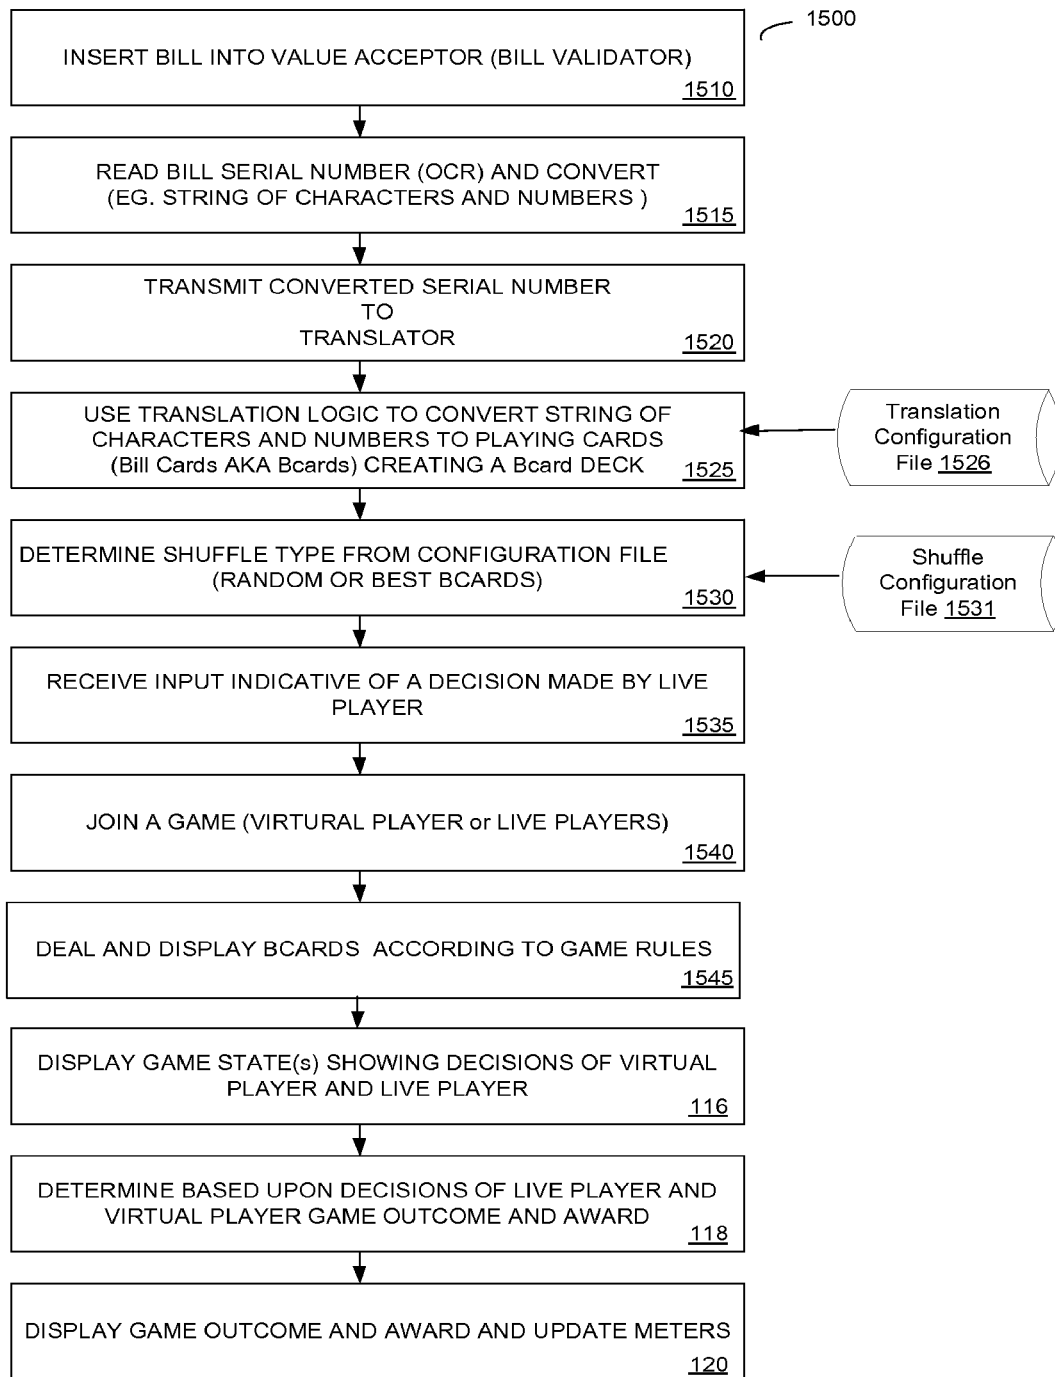 1500
INSERT BILL INTO VALUE ACCEPTOR (BILL VALIDATOR)
1510
READ BILL SERIAL NUMBER (OCR) AND CONVERT
(EG. STRING OF CHARACTERS AND NUMBERS )
1515
TRANSMIT CONVERTED SERIAL NUMBER
TO
TRANSLATOR
1520
USE TRANSLATION LOGIC TO CONVERT STRING OF
CHARACTERS AND NUMBERS TO PLAYING CARDS
(Bill Cards AKA Bcards) CREATING A Bcard DECK
1525
Translation
Configuration
File 1526
DETERMINE SHUFFLE TYPE FROM CONFIGURATION FILE
(RANDOM OR BEST BCARDS)
1530
Shuffle
Configuration
File 1531
RECEIVE INPUT INDICATIVE OF A DECISION MADE BY LIVE
PLAYER
1535
JOIN A GAME (VIRTURAL PLAYER or LIVE PLAYERS)
1540
DEAL AND DISPLAY BCARDS ACCORDING TO GAME RULES
1545
DISPLAY GAME STATE(s) SHOWING DECISIONS OF VIRTUAL
PLAYER AND LIVE PLAYER
116
DETERMINE BASED UPON DECISIONS OF LIVE PLAYER AND
VIRTUAL PLAYER GAME OUTCOME AND AWARD
118
DISPLAY GAME OUTCOME AND AWARD AND UPDATE METERS
120